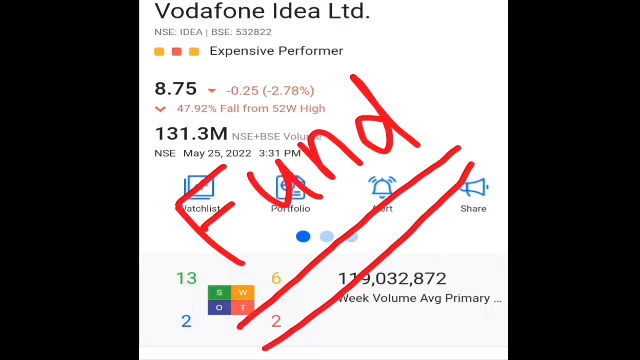 Vodafone Idea Ltd.
NSE: IDEA | BSE: 532822
Expensive Performer
8.75 -0.25 (-2.78%)
47.92% Fall from 52W High
131.3M NSE+BSE Volume
NSE May 25, 2022 3:31 PM
Fund
Watchlist Portfolio Alert Share
13 6
S W
O T
2 2
119,032,872
Week Volume Avg Primary ...